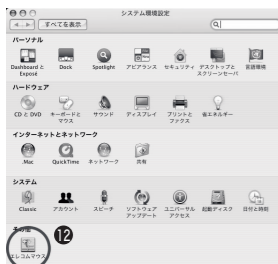 システム環境設定
すべてを表示
パーソナル
Dashboard と Exposé
Dock
Spotlight
アピアランス
セキュリティ
デスクトップとスクリーンセーバ
言語環境
ハードウェア
CD と DVD
キーボードとマウス
サウンド
ディスプレイ
プリントとファクス
省エネルギー
インターネットとネットワーク
.Mac
QuickTime
ネットワーク
共有
システム
Classic
アカウント
スピーチ
ソフトウェアアップデート
ユニバーサルアクセス
起動ディスク
日付と時刻
その他
⓬
エレコムマウス